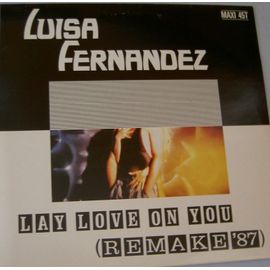 LUISA
FERNANDEZ
MAXI 45T
LAY LOVE ON YOU
(REMAKE '87)